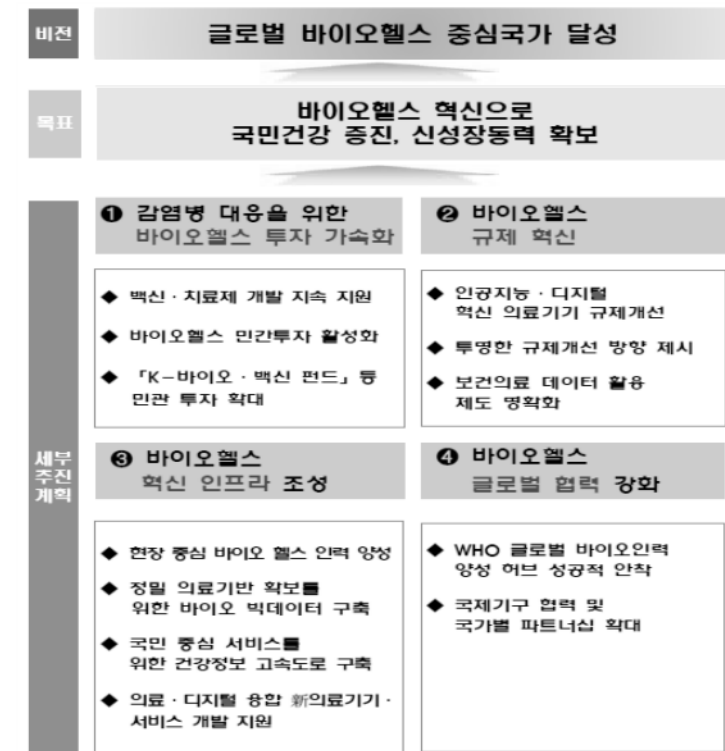 비전
글로벌 바이오헬스 중심국가 달성
목표
바이오헬스 혁신으로
국민건강 증진, 신성장동력 확보
세부
추진
계획
❶ 감염병 대응을 위한
바이오헬스 투자 가속화
◆ 백신·치료제 개발 지속 지원
◆ 바이오헬스 민간투자 활성화
◆ 「K-바이오·백신 펀드」 등
민관 투자 확대
❷ 바이오헬스
규제 혁신
◆ 인공지능·디지털
혁신 의료기기 규제개선
◆ 투명한 규제개선 방향 제시
◆ 보건의료 데이터 활용
제도 명확화
❸ 바이오헬스
혁신 인프라 조성
◆ 현장 중심 바이오 헬스 인력 양성
◆ 정밀 의료기반 확보를
위한 바이오 빅데이터 구축
◆ 국민 중심 서비스를
위한 건강정보 고속도로 구축
◆ 의료·디지털 융합 新의료기기·
서비스 개발 지원
❹ 바이오헬스
글로벌 협력 강화
◆ WHO 글로벌 바이오인력
양성 허브 성공적 안착
◆ 국제기구 협력 및
국가별 파트너십 확대